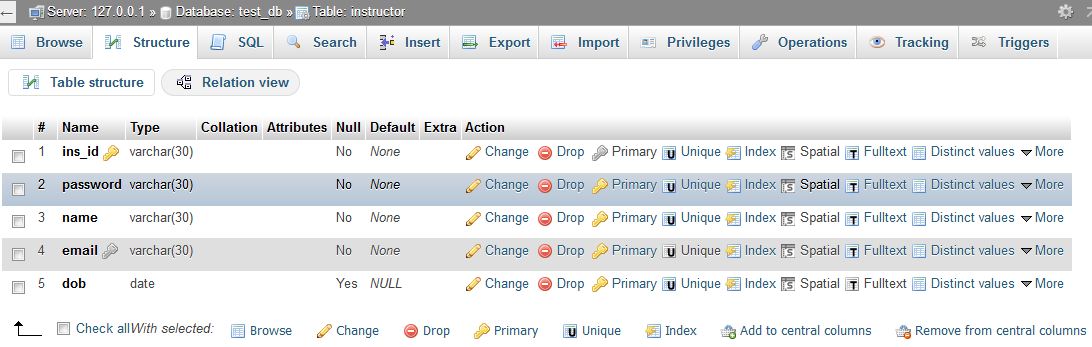 Server: 127.0.0.1 » Database: test_db » Table: instructor
Browse Structure SQL Search Insert Export Import Privileges Operations Tracking Triggers
Table structure Relation view
# Name Type Collation Attributes Null Default Extra Action
1 ins_id varchar(30) No None Change Drop Primary Unique Index Spatial Fulltext Distinct values More
2 password varchar(30) No None Change Drop Primary Unique Index Spatial Fulltext Distinct values More
3 name varchar(30) No None Change Drop Primary Unique Index Spatial Fulltext Distinct values More
4 email varchar(30) No None Change Drop Primary Unique Index Spatial Fulltext Distinct values More
5 dob date Yes NULL Change Drop Primary Unique Index Spatial Fulltext Distinct values More
Check all With selected: Browse Change Drop Primary Unique Index Add to central columns Remove from central columns